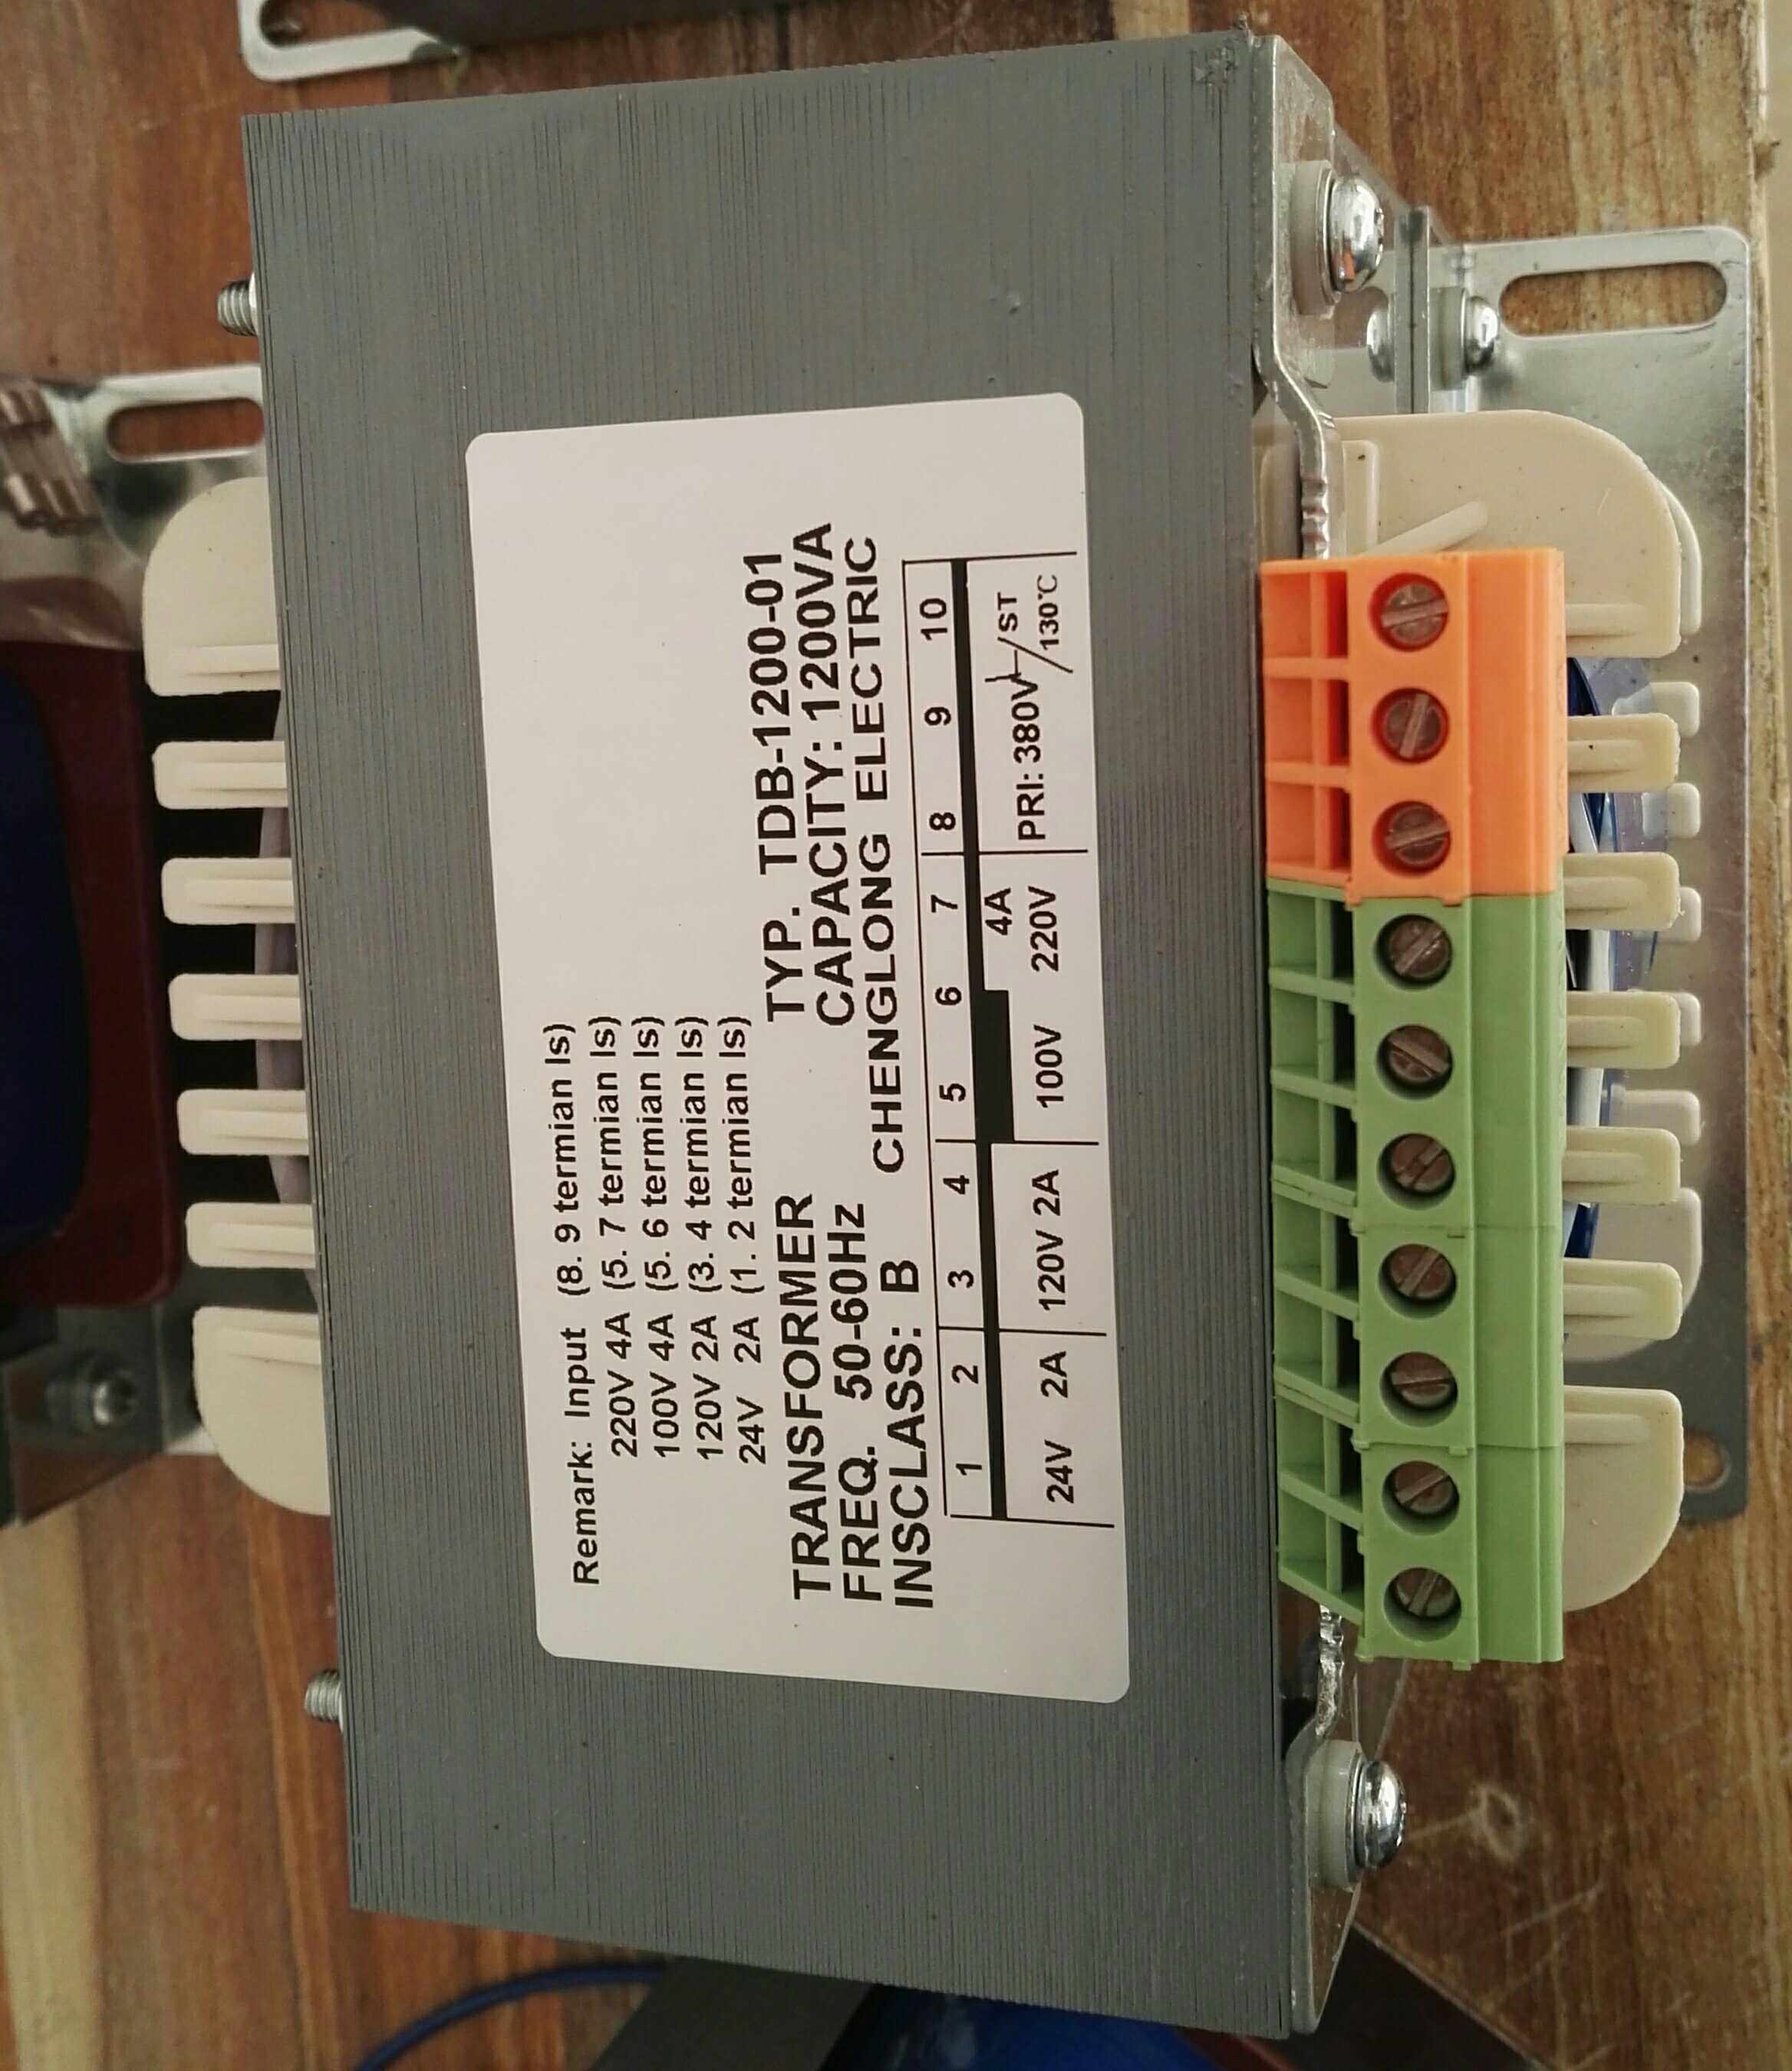 Remark: Input (8. 9 termian ls)
220V 4A (5. 7 termian ls)
100V 4A (5. 6 termian ls)
120V 2A (3. 4 termian ls)
24V 2A (1. 2 termian ls)
TRANSFORMER TYP. TDB-1200-01
FREQ. 50-60Hz CAPACITY: 1200VA
INSCLASS: B CHENGLONG ELECTRIC
1 2 3 4 5 6 7 8 9 10
4A /ST
24V 2A 120V 2A 100V 220V PRI: 380V /130℃